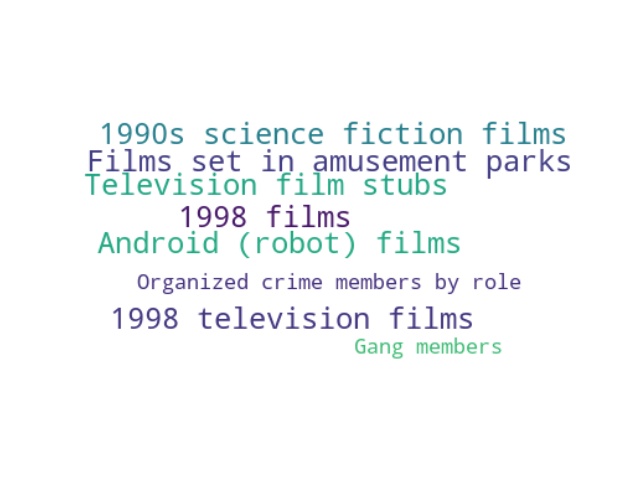 1990s science fiction films
Films set in amusement parks
Television film stubs
1998 films
Android (robot) films
Organized crime members by role
1998 television films
Gang members